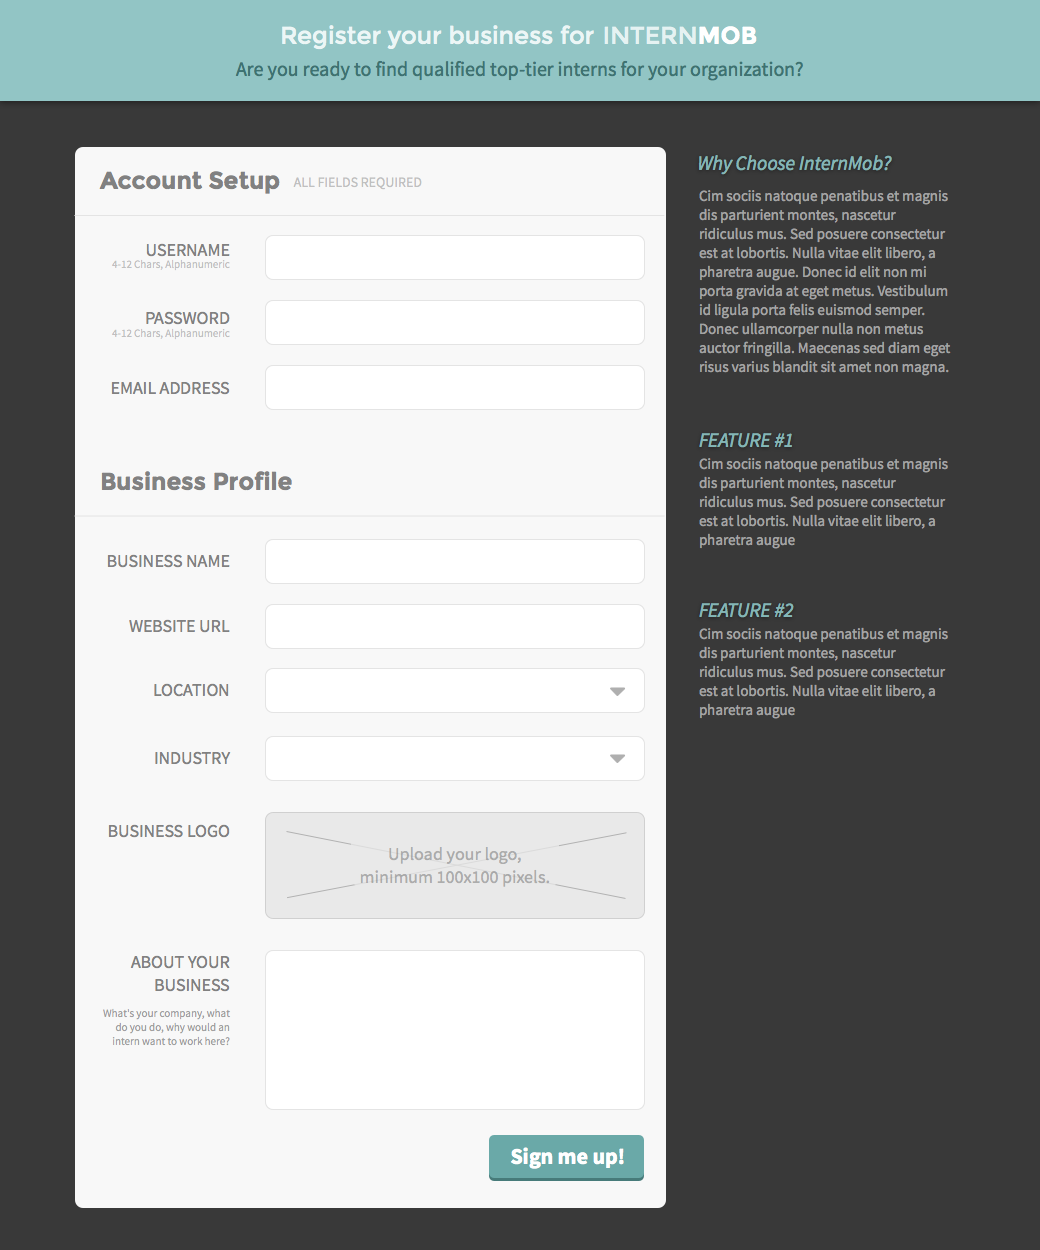 Register your business for INTERNMOB
Are you ready to find qualified top-tier interns for your organization?
Account Setup ALL FIELDS REQUIRED
USERNAME
4-12 Chars, Alphanumeric
PASSWORD
4-12 Chars, Alphanumeric
EMAIL ADDRESS
Business Profile
BUSINESS NAME
WEBSITE URL
LOCATION
INDUSTRY
BUSINESS LOGO
Upload your logo,
minimum 100x100 pixels.
ABOUT YOUR
BUSINESS
What's your company, what
do you do, why would an
intern want to work here?
Sign me up!
Why Choose InternMob?
Cim sociis natoque penatibus et magnis
dis parturient montes, nascetur
ridiculus mus. Sed posuere consectetur
est at lobortis. Nulla vitae elit libero, a
pharetra augue. Donec id elit non mi
porta gravida at eget metus. Vestibulum
id ligula porta felis euismod semper.
Donec ullamcorper nulla non metus
auctor fringilla. Maecenas sed diam eget
risus varius blandit sit amet non magna.
FEATURE #1
Cim sociis natoque penatibus et magnis
dis parturient montes, nascetur
ridiculus mus. Sed posuere consectetur
est at lobortis. Nulla vitae elit libero, a
pharetra augue
FEATURE #2
Cim sociis natoque penatibus et magnis
dis parturient montes, nascetur
ridiculus mus. Sed posuere consectetur
est at lobortis. Nulla vitae elit libero, a
pharetra augue